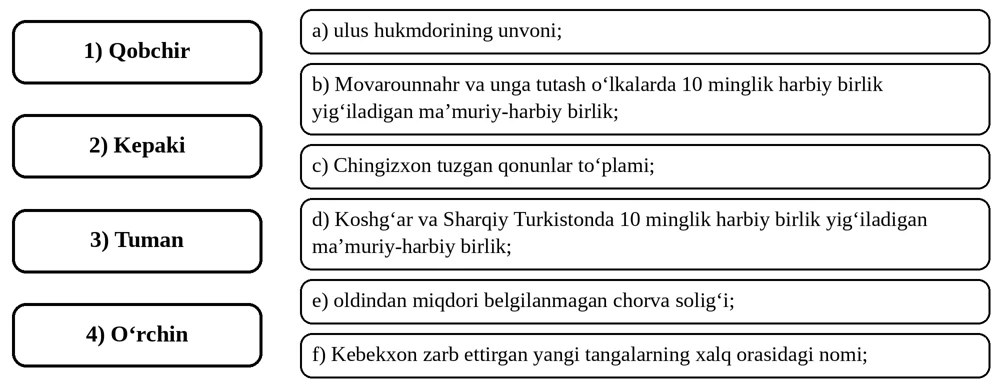 1) Qobchir
2) Kepaki
3) Tuman
4) O‘rchin
a) ulus hukmdorining unvoni;
b) Movarounnahr va unga tutash o‘lkalarda 10 minglik harbiy birlik
yig‘iladigan ma’muriy-harbiy birlik;
c) Chingizxon tuzgan qonunlar to‘plami;
d) Koshg‘ar va Sharqiy Turkistonda 10 minglik harbiy birlik yig‘iladigan
ma’muriy-harbiy birlik;
e) oldindan miqdori belgilanmagan chorva solig‘i;
f) Kebekxon zarb ettirgan yangi tangalarning xalq orasidagi nomi;